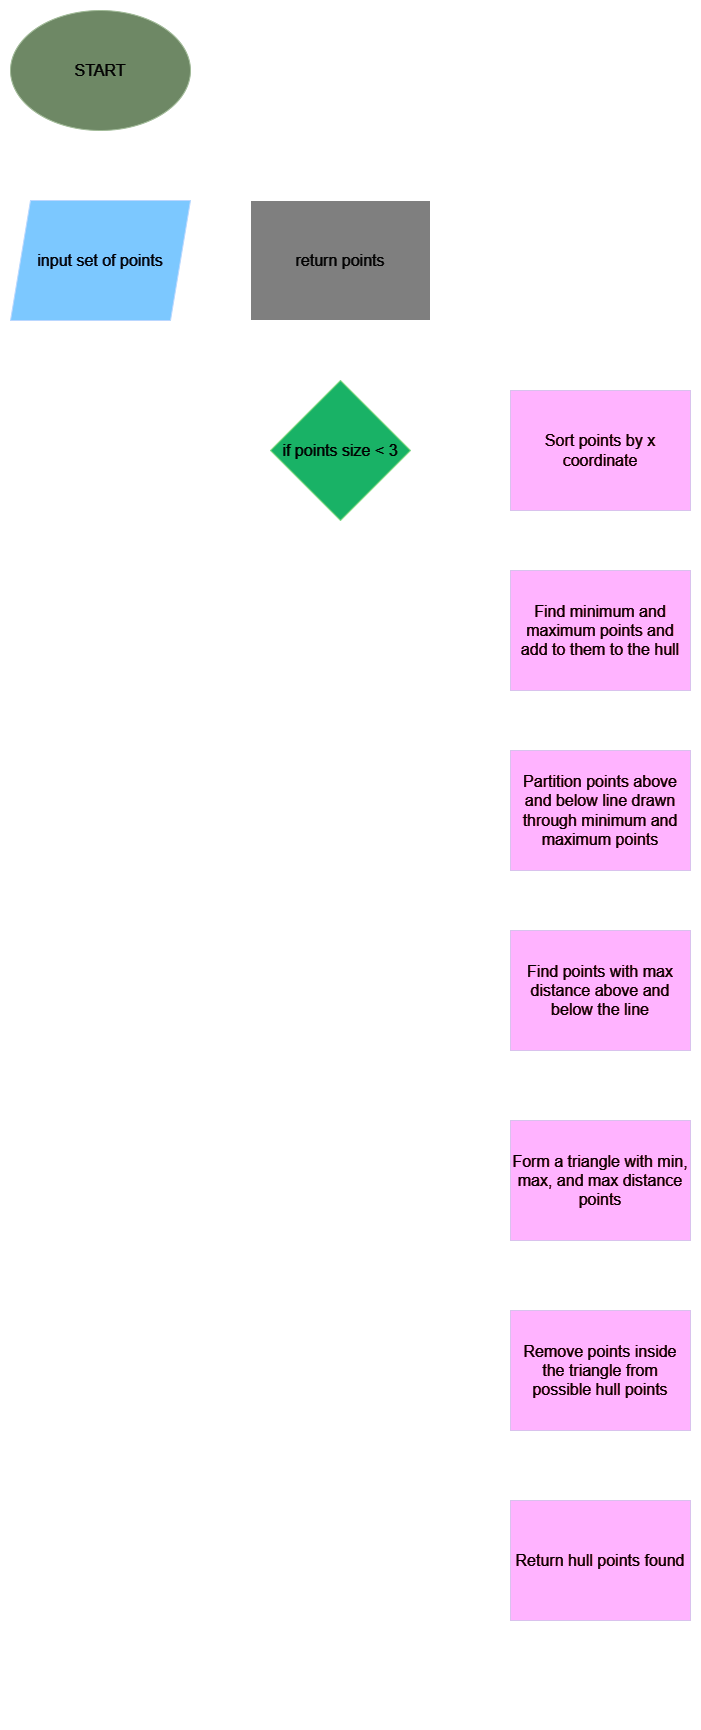 START
input set of points
return points
if points size < 3
Sort points by x
coordinate
Find minimum and
maximum points and
add to them to the hull
Partition points above
and below line drawn
through minimum and
maximum points
Find points with max
distance above and
below the line
Form a triangle with min,
max, and max distance
points
Remove points inside
the triangle from
possible hull points
Return hull points found